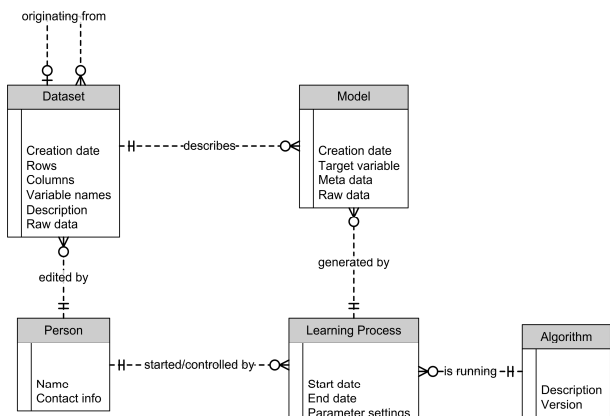 originating from
Dataset
Creation date
Rows
Columns
Variable names
Description
Raw data
describes
Model
Creation date
Target variable
Meta data
Raw data
edited by
generated by
Person
Name
Contact info
started/controlled by
Learning Process
Start date
End date
Parameter settings
is running
Algorithm
Description
Version